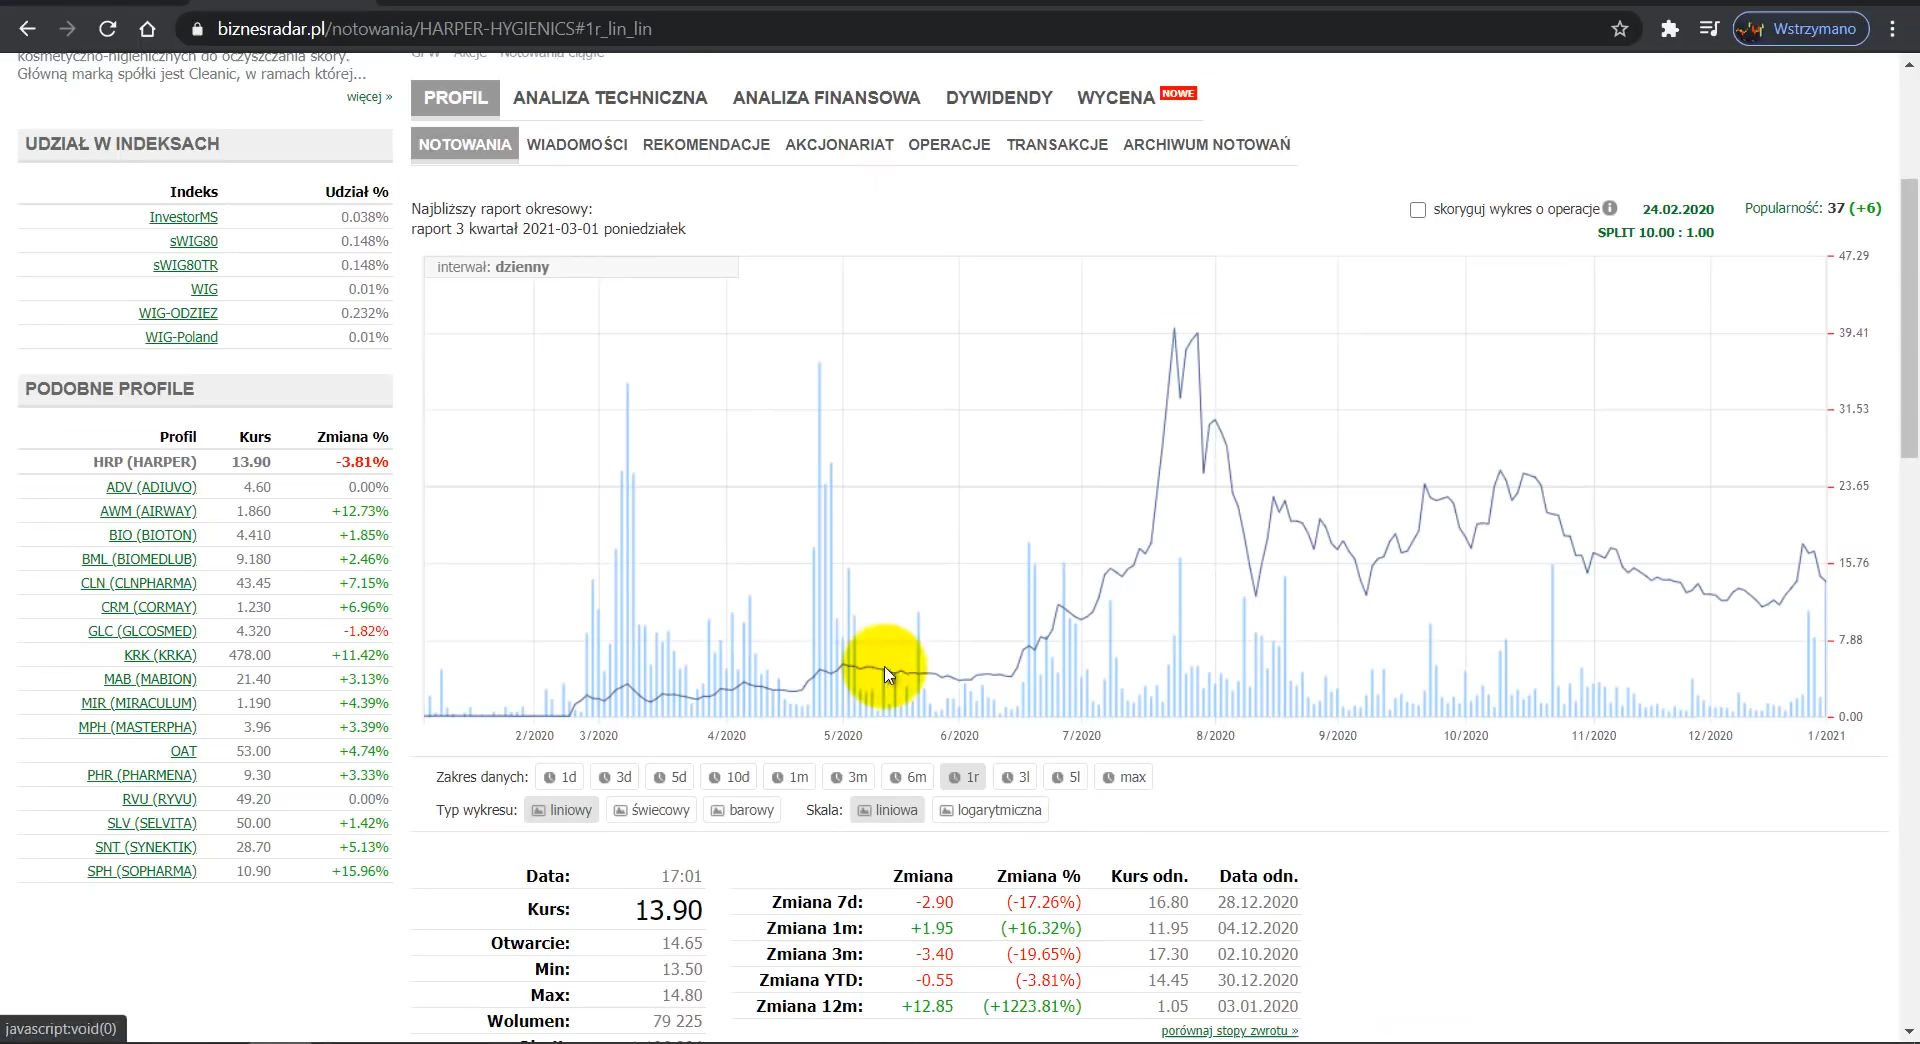 biznesradar.pl/notowania/HARPER-HYGIENICS#1r_lin_lin
Wstrzymano
kosmetyczno-higienicznych do oczyszczania skóry.
Główną marką spółki jest Cleanic, w ramach której...
więcej »
GPW Akcje Notowania ciągłe
PROFIL ANALIZA TECHNICZNA ANALIZA FINANSOWA DYWIDENDY WYCENA NOWE
NOTOWANIA WIADOMOŚCI REKOMENDACJE AKCJONARIAT OPERACJE TRANSAKCJE ARCHIWUM NOTOWAŃ
UDZIAŁ W INDEKSACH
Indeks Udział %
InvestorMS 0.038%
sWIG80 0.148%
sWIG80TR 0.148%
WIG 0.01%
WIG-ODZIEZ 0.232%
WIG-Poland 0.01%
PODOBNE PROFILE
Profil Kurs Zmiana %
HRP (HARPER) 13.90 -3.81%
ADV (ADIUVO) 4.60 0.00%
AWM (AIRWAY) 1.860 +12.73%
BIO (BIOTON) 4.410 +1.85%
BML (BIOMEDLUB) 9.180 +2.46%
CLN (CLNPHARMA) 43.45 +7.15%
CRM (CORMAY) 1.230 +6.96%
GLC (GLCOSMED) 4.320 -1.82%
KRK (KRKA) 478.00 +11.42%
MAB (MABION) 21.40 +3.13%
MIR (MIRACULUM) 1.190 +4.39%
MPH (MASTERPHA) 3.96 +3.39%
OAT 53.00 +4.74%
PHR (PHARMENA) 9.30 +3.33%
RVU (RYVU) 49.20 0.00%
SLV (SELVITA) 50.00 +1.42%
SNT (SYNEKTIK) 28.70 +5.13%
SPH (SOPHARMA) 10.90 +15.96%
Najbliższy raport okresowy:
raport 3 kwartał 2021-03-01 poniedziałek
skoryguj wykres o operacje 24.02.2020 Popularność: 37 (+6)
SPLIT 10.00 : 1.00
interwał: dzienny
47.29
39.41
31.53
23.65
15.76
7.88
0.00
2/2020 3/2020 4/2020 5/2020 6/2020 7/2020 8/2020 9/2020 10/2020 11/2020 12/2020 1/2021
Zakres danych: 1d 3d 5d 10d 1m 3m 6m 1r 3l 5l max
Typ wykresu: liniowy świecowy barowy Skala: liniowa logarytmiczna
Data: 17:01
Kurs: 13.90
Otwarcie: 14.65
Min: 13.50
Max: 14.80
Wolumen: 79 225
Zmiana Zmiana % Kurs odn. Data odn.
Zmiana 7d: -2.90 (-17.26%) 16.80 28.12.2020
Zmiana 1m: +1.95 (+16.32%) 11.95 04.12.2020
Zmiana 3m: -3.40 (-19.65%) 17.30 02.10.2020
Zmiana YTD: -0.55 (-3.81%) 14.45 30.12.2020
Zmiana 12m: +12.85 (+1223.81%) 1.05 03.01.2020
porównaj stopy zwrotu »
javascript:void(0)